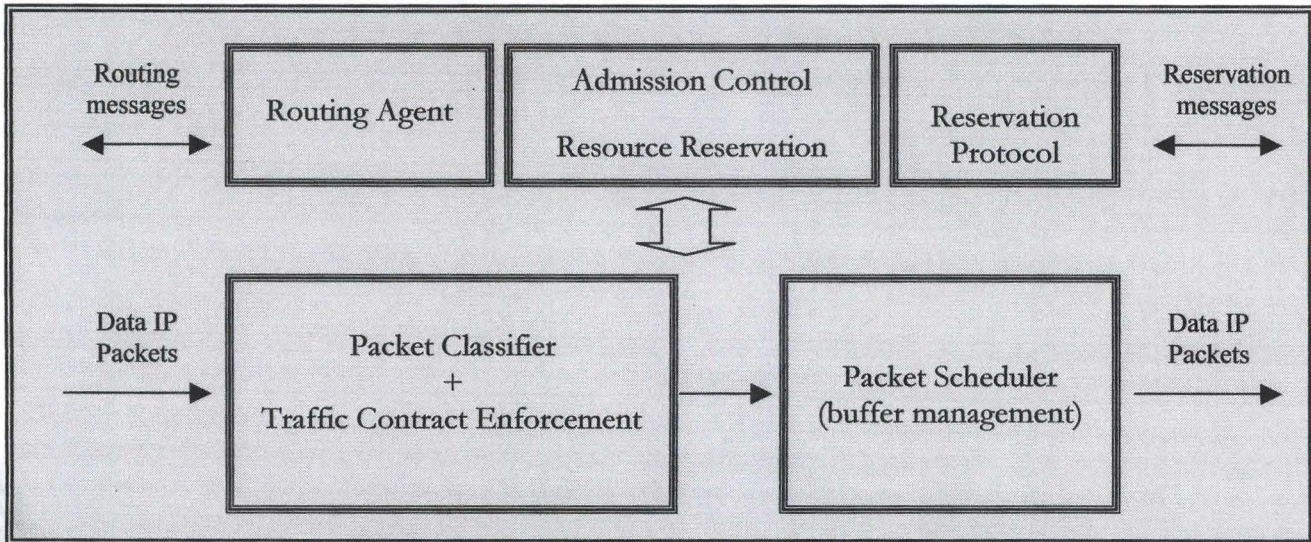 Routing
messages
Routing Agent
Admission Control
Resource Reservation
Reservation
Protocol
Reservation
messages
Data IP
Packets
Packet Classifier
+
Traffic Contract Enforcement
Packet Scheduler
(buffer management)
Data IP
Packets